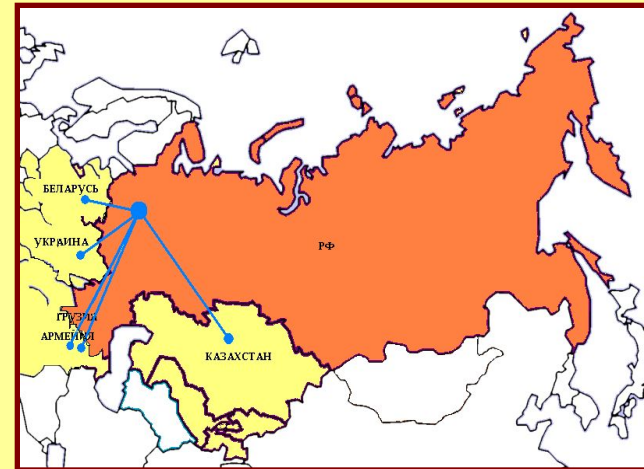 БЕЛАРУСЬ
УКРАИНА
РФ
ГРУЗИЯ
АРМЕНИЯ
КАЗАХСТАН